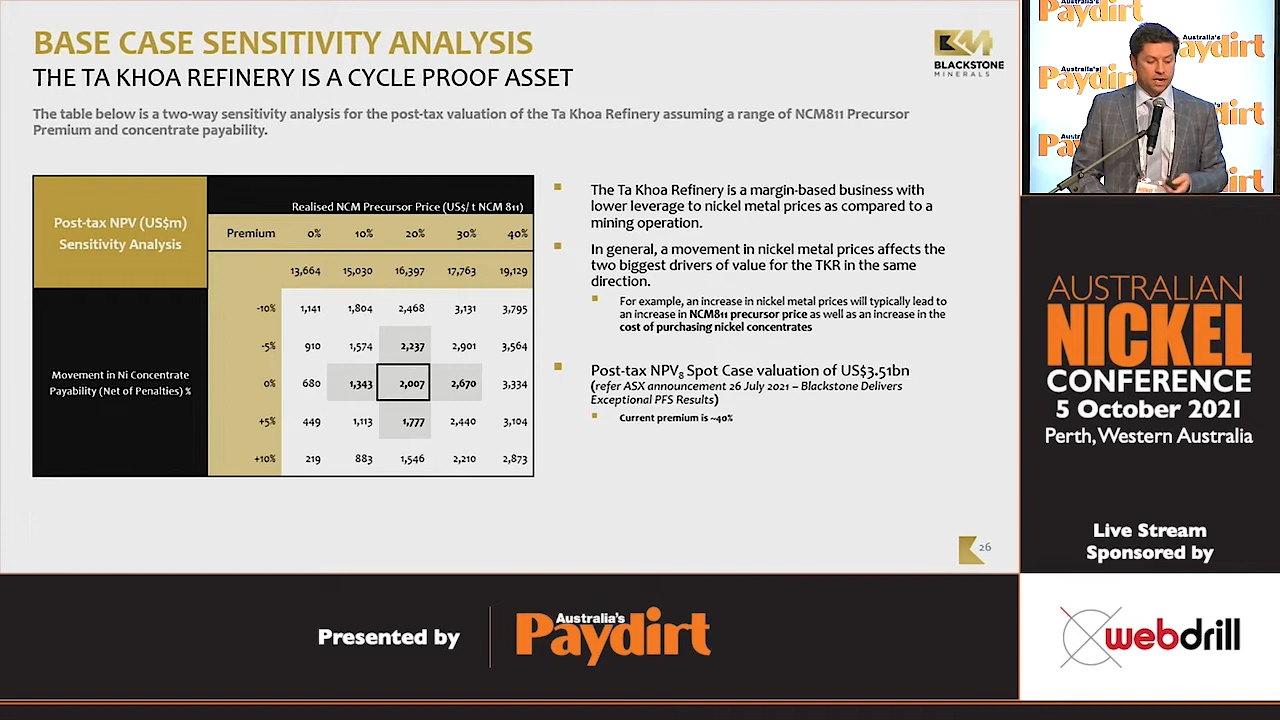 BASE CASE SENSITIVITY ANALYSIS
THE TA KHOA REFINERY IS A CYCLE PROOF ASSET
BLACKSTONE
MINERALS
The table below is a two-way sensitivity analysis for the post-tax valuation of the Ta Khoa Refinery assuming a range of NCM811 Precursor
Premium and concentrate payability.
Post-tax NPV (US$m)
Sensitivity Analysis
Realised NCM Precursor Price (US$/ t NCM 811)
Premium 0% 10% 20% 30% 40%
13,664 15,030 16,397 17,763 19,129
Movement in Ni Concentrate
Payability (Net of Penalties) %
-10% 1,141 1,804 2,468 3,131 3,795
-5% 910 1,574 2,237 2,901 3,564
0% 680 1,343 2,007 2,670 3,334
+5% 449 1,113 1,777 2,440 3,104
+10% 219 883 1,546 2,210 2,873
The Ta Khoa Refinery is a margin-based business with
lower leverage to nickel metal prices as compared to a
mining operation.
In general, a movement in nickel metal prices affects the
two biggest drivers of value for the TKR in the same
direction.
For example, an increase in nickel metal prices will typically lead to
an increase in NCM811 precursor price as well as an increase in the
cost of purchasing nickel concentrates
Post-tax NPV8 Spot Case valuation of US$3.51bn
(refer ASX announcement 26 July 2021 – Blackstone Delivers
Exceptional PFS Results)
Current premium is ~40%
26
Australia's
Paydirt
Australia's
paydirt
Australia's
Paydirt
AUSTRALIAN
NICKEL
CONFERENCE
5 October 2021
Perth, Western Australia
Live Stream
Sponsored by
webdrill
Presented by
Australia's
Paydirt